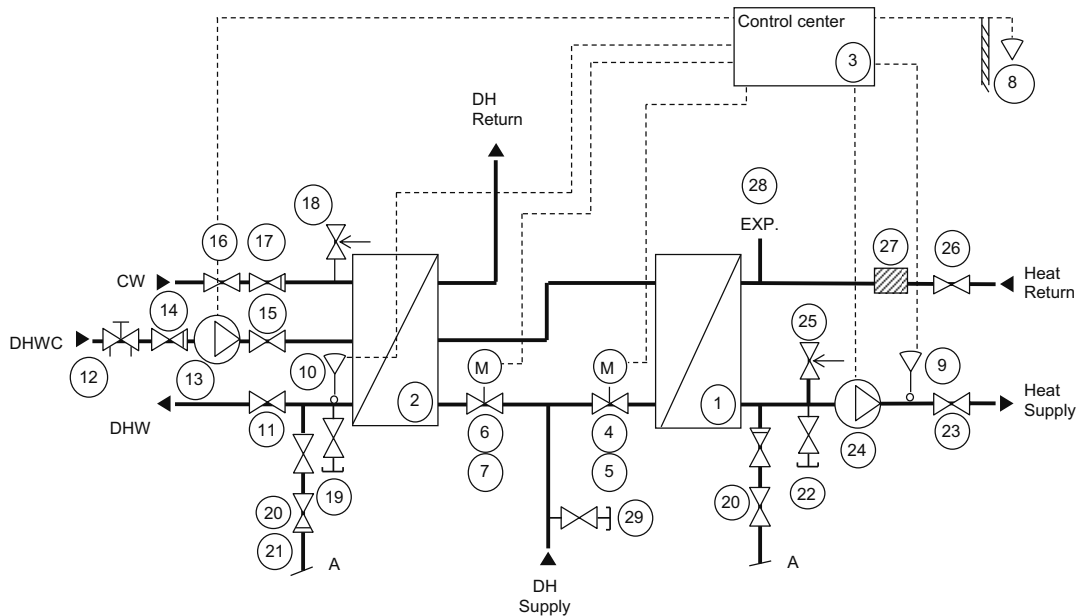 Control center
3
8
DH
Return
28
EXP.
18
16
17
27
26
CW
Heat
Return
14
15
25
DHWC
10
9
12
13
M
M
2
1
DHW
11
6
4
24
23
Heat
Supply
7
5
19
22
20
20
29
21
A
A
DH
Supply